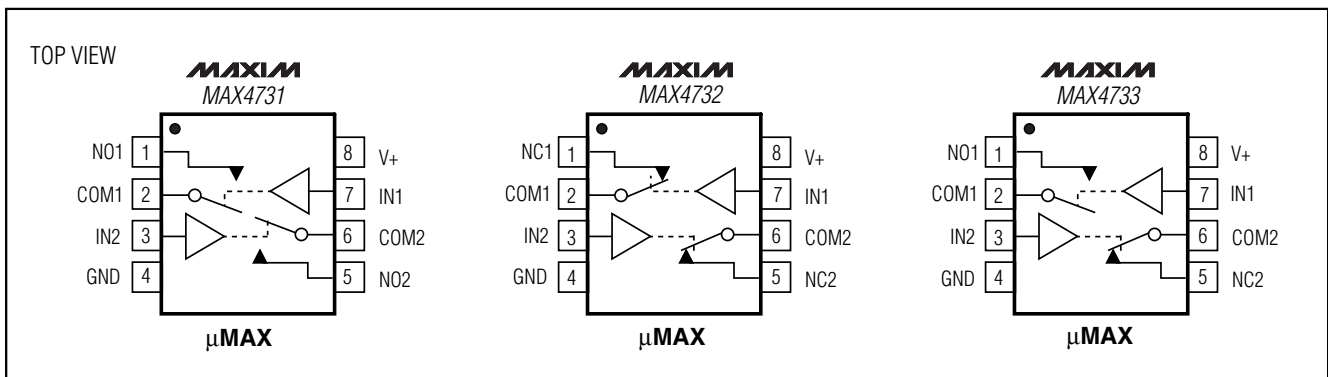 TOP VIEW
MAXIM
MAX4731
NO1 1
COM1 2
IN2 3
GND 4
8 V+
7 IN1
6 COM2
5 NO2
µMAX
MAXIM
MAX4732
NC1 1
COM1 2
IN2 3
GND 4
8 V+
7 IN1
6 COM2
5 NC2
µMAX
MAXIM
MAX4733
NO1 1
COM1 2
IN2 3
GND 4
8 V+
7 IN1
6 COM2
5 NC2
µMAX